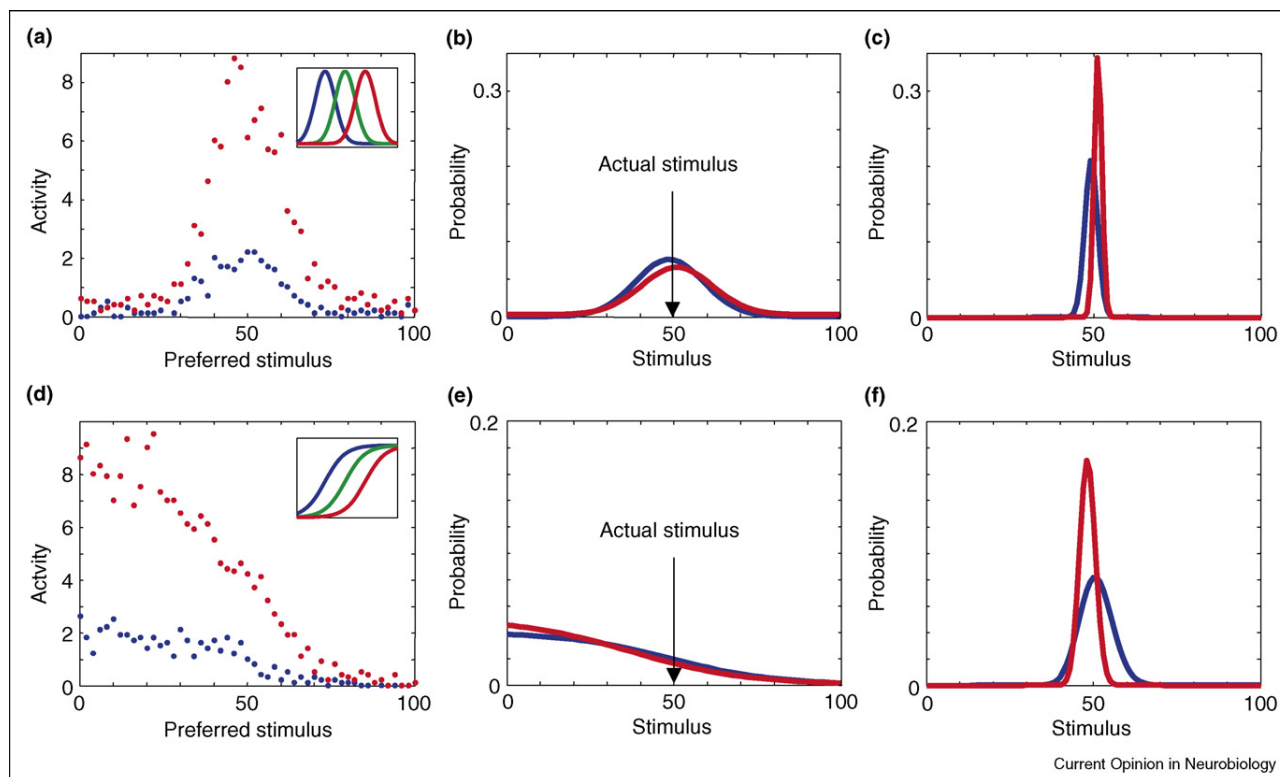 (a)
8
6
4
2
0
Activity
0 50 100
Preferred stimulus
(b)
0.3
0
Probability
Actual stimulus
0 50 100
Stimulus
(c)
0.3
0
Probability
0 50 100
Stimulus
(d)
8
6
4
2
0
Actvity
0 50 100
Preferred stimulus
(e)
0.2
0
Probability
Actual stimulus
0 50 100
Stimulus
(f)
0.2
0
Probability
0 50 100
Stimulus
Current Opinion in Neurobiology